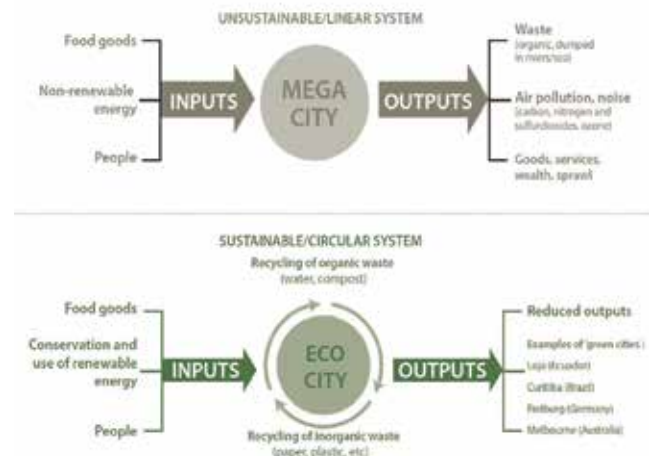 UNSUSTAINABLE/LINEAR SYSTEM
Food goods
Non-renewable
energy
People
INPUTS
MEGA
CITY
OUTPUTS
Waste
(organic, dumped
in rivers/sea)
Air pollution, noise
(carbon, nitrogen and
Goods, services,
wealth, sprawl
SUSTAINABLE/CIRCULAR SYSTEM
Recycling of organic waste
(water, compost)
Food goods
Conservation and
use of renewable
energy
People
INPUTS
ECO
CITY
OUTPUTS
Recycling of inorganic waste
(paper, plastic, etc)
Reduced outputs
Examples of 'green cities':
Loja (Ecuador)
Curitiba (Brazil)
(Germany)
Melbourne (Australia)